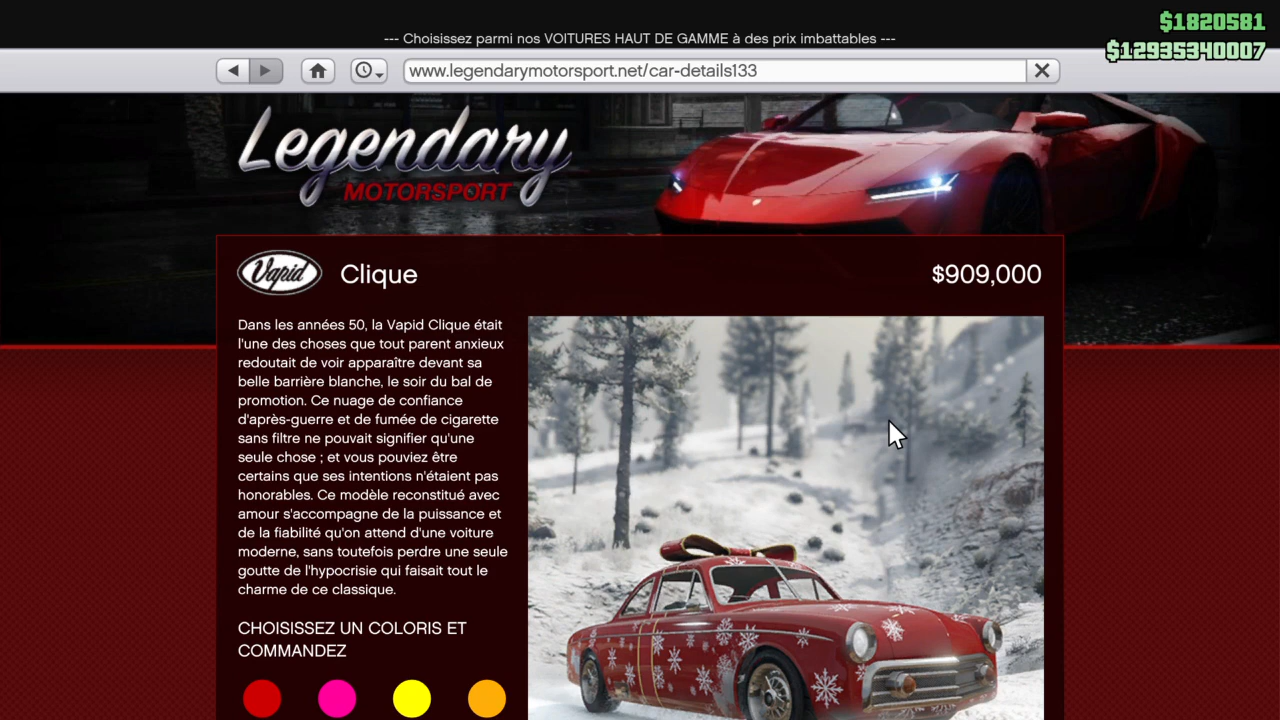 $1820581
--- Choisissez parmi nos VOITURES HAUT DE GAMME à des prix imbattables ---
$12935340007
www.legendarymotorsport.net/car-details133
Legendary
MOTORSPORT
Vapid
Clique
$909,000
Dans les années 50, la Vapid Clique était
l'une des choses que tout parent anxieux
redoutait de voir apparaître devant sa
belle barrière blanche, le soir du bal de
promotion. Ce nuage de confiance
d'après-guerre et de fumée de cigarette
sans filtre ne pouvait signifier qu'une
seule chose ; et vous pouviez être
certains que ses intentions n'étaient pas
honorables. Ce modèle reconstitué avec
amour s'accompagne de la puissance et
de la fiabilité qu'on attend d'une voiture
moderne, sans toutefois perdre une seule
goutte de l'hypocrisie qui faisait tout le
charme de ce classique.
CHOISISSEZ UN COLORIS ET
COMMANDEZ